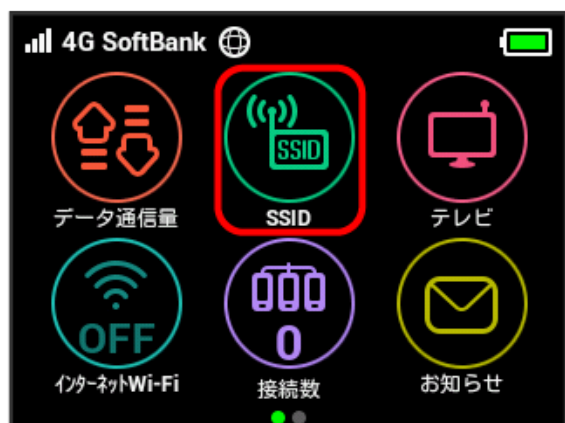 4G SoftBank
SSID
データ通信量
SSID
テレビ
OFF
0
インターネットWi-Fi
接続数
お知らせ